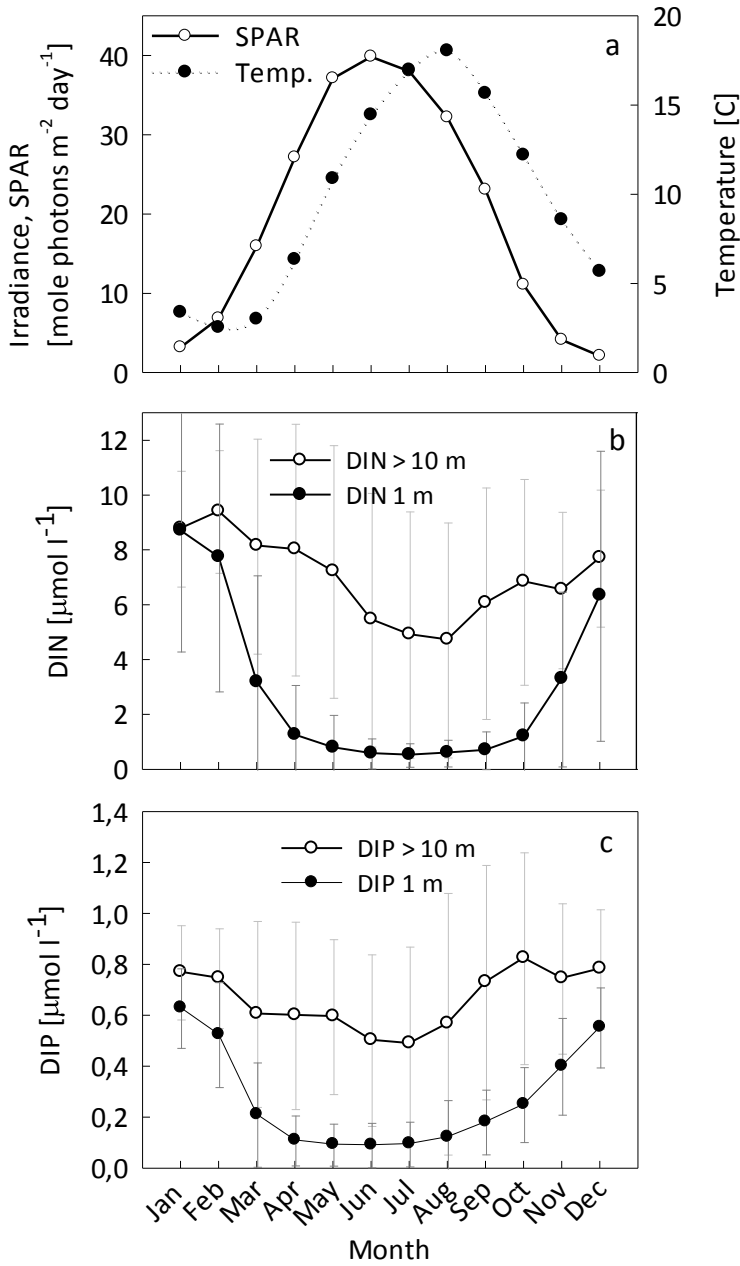 a
SPAR
Temp.
Irradiance, SPAR
[mole photons m⁻² day⁻¹]
40
30
20
10
0
20
15
10
5
0
Temperature [C]
b
DIN > 10 m
DIN 1 m
DIN [µmol l⁻¹]
12
10
8
6
4
2
0
c
DIP > 10 m
DIP 1 m
DIP [µmol l⁻¹]
1,4
1,2
1,0
0,8
0,6
0,4
0,2
0,0
Jan
Feb
Mar
Apr
May
Jun
Jul
Aug
Sep
Oct
Nov
Dec
Month